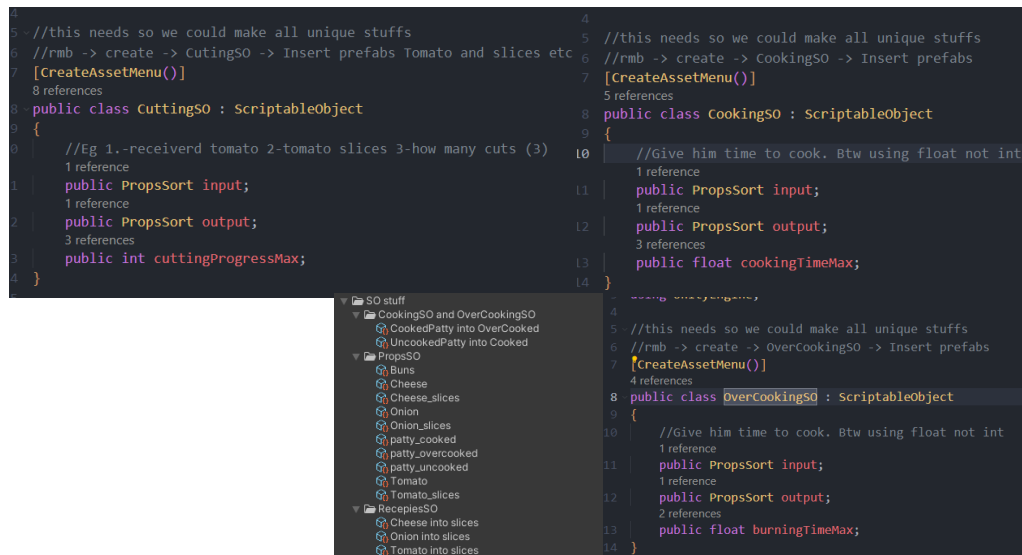 4
5 //this needs so we could make all unique stuffs
6 //rmb -> create -> CutingSO -> Insert prefabs Tomato and slices etc
7 [CreateAssetMenu()]
8 references
8 public class CuttingSO : ScriptableObject
9 {
0 //Eg 1.-receiverd tomato 2-tomato slices 3-how many cuts (3)
1 reference
1 public PropsSort input;
1 reference
2 public PropsSort output;
3 references
3 public int cuttingProgressMax;
4 }
4
5 //this needs so we could make all unique stuffs
6 //rmb -> create -> CookingSO -> Insert prefabs
7 [CreateAssetMenu()]
5 references
8 public class CookingSO : ScriptableObject
9 {
10 //Give him time to cook. Btw using float not int
1 reference
11 public PropsSort input;
1 reference
12 public PropsSort output;
3 references
13 public float cookingTimeMax;
14 }
SO stuff
CookingSO and OverCookingSO
CookedPatty into OverCooked
UncookedPatty into Cooked
PropsSO
Buns
Cheese
Cheese_slices
Onion
Onion_slices
patty_cooked
patty_overcooked
patty_uncooked
Tomato
Tomato_slices
RecepiesSO
Cheese into slices
Onion into slices
Tomato into slices
using UnityEngine;
4
5 //this needs so we could make all unique stuffs
6 //rmb -> create -> OverCookingSO -> Insert prefabs
7 [CreateAssetMenu()]
4 references
8 public class OverCookingSO : ScriptableObject
9 {
10 //Give him time to cook. Btw using float not int
1 reference
11 public PropsSort input;
1 reference
12 public PropsSort output;
2 references
13 public float burningTimeMax;
14 }